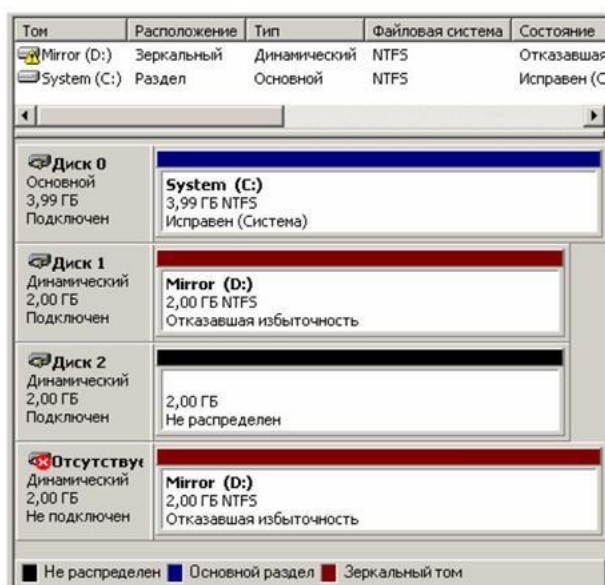 Том Расположение Тип Файловая система Состояние
Mirror (D:) Зеркальный Динамический NTFS Отказавшая
System (C:) Раздел Основной NTFS Исправен (С
Диск 0
Основной
3,99 ГБ
Подключен
System (C:)
3,99 ГБ NTFS
Исправен (Система)
Диск 1
Динамический
2,00 ГБ
Подключен
Mirror (D:)
2,00 ГБ NTFS
Отказавшая избыточность
Диск 2
Динамический
2,00 ГБ
Подключен
2,00 ГБ
Не распределен
Отсутствуе
Динамический
2,00 ГБ
Не подключен
Mirror (D:)
2,00 ГБ NTFS
Отказавшая избыточность
Не распределен Основной раздел Зеркальный том